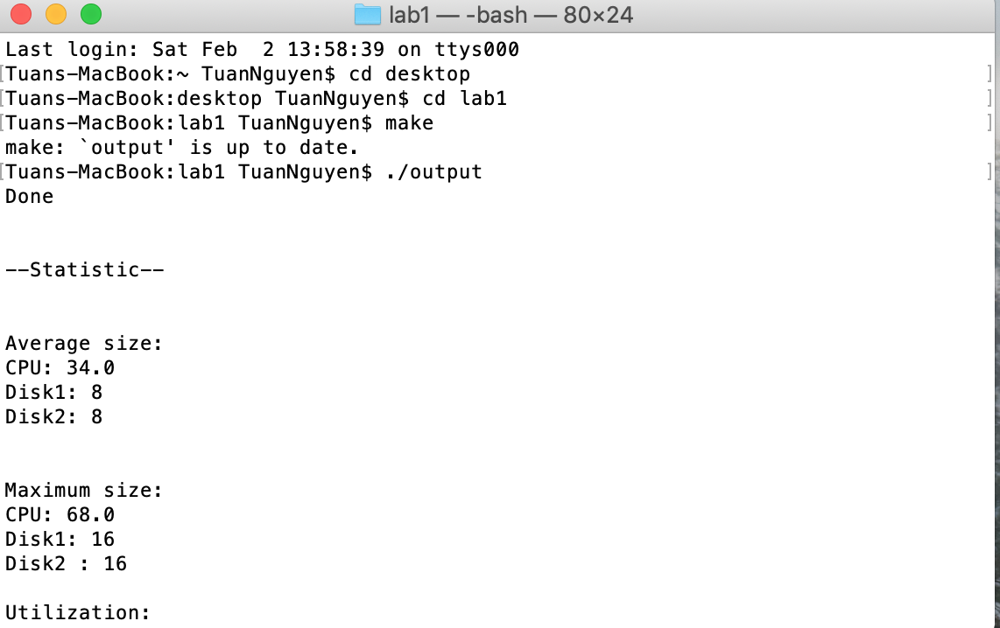 lab1 — -bash — 80×24
Last login: Sat Feb  2 13:58:39 on ttys000
[Tuans-MacBook:~ TuanNguyen$ cd desktop ]
[Tuans-MacBook:desktop TuanNguyen$ cd lab1 ]
[Tuans-MacBook:lab1 TuanNguyen$ make ]
make: `output' is up to date.
[Tuans-MacBook:lab1 TuanNguyen$ ./output ]
Done
--Statistic--
Average size:
CPU: 34.0
Disk1: 8
Disk2: 8
Maximum size:
CPU: 68.0
Disk1: 16
Disk2 : 16
Utilization: